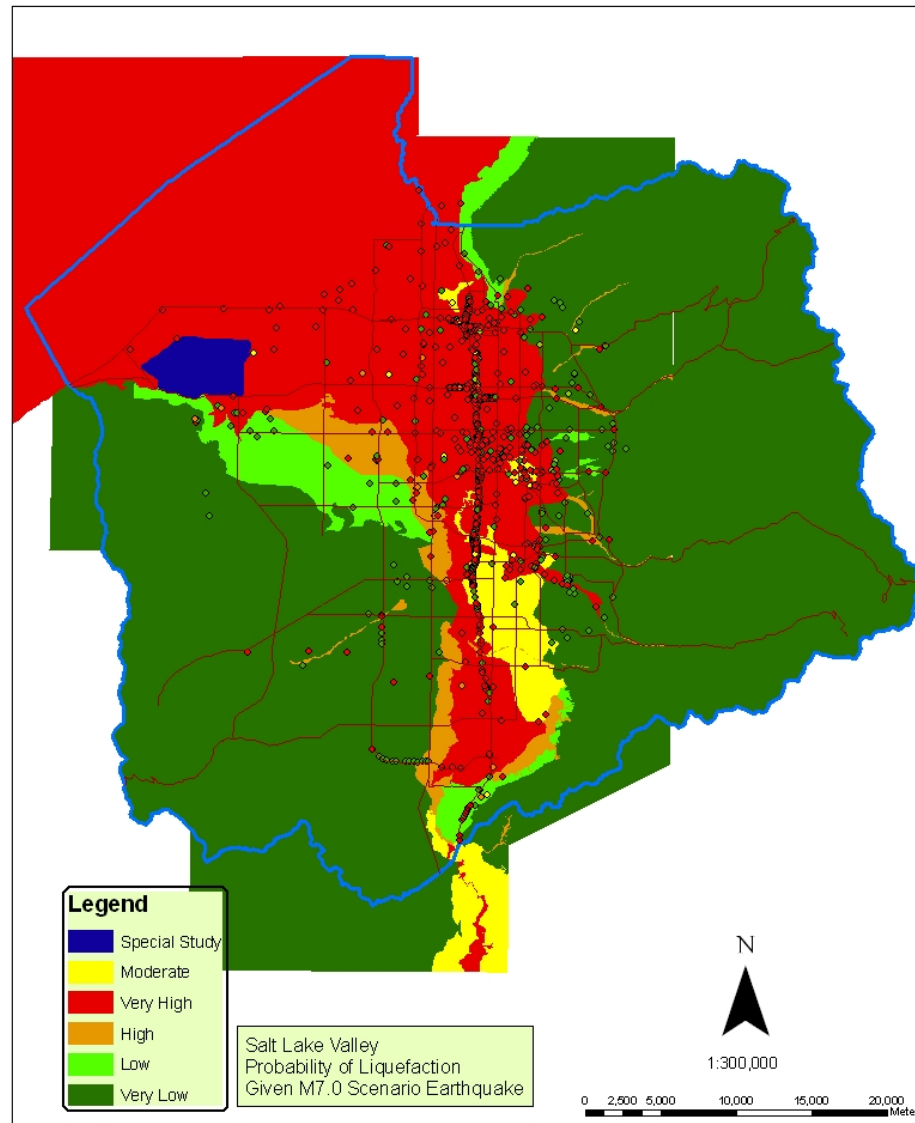 Legend
Special Study
Moderate
Very High
High
Low
Very Low
Salt Lake Valley
Probability of Liquefaction
Given M7.0 Scenario Earthquake
N
1:300,000
0 2,500 5,000 10,000 15,000 20,000
Mete